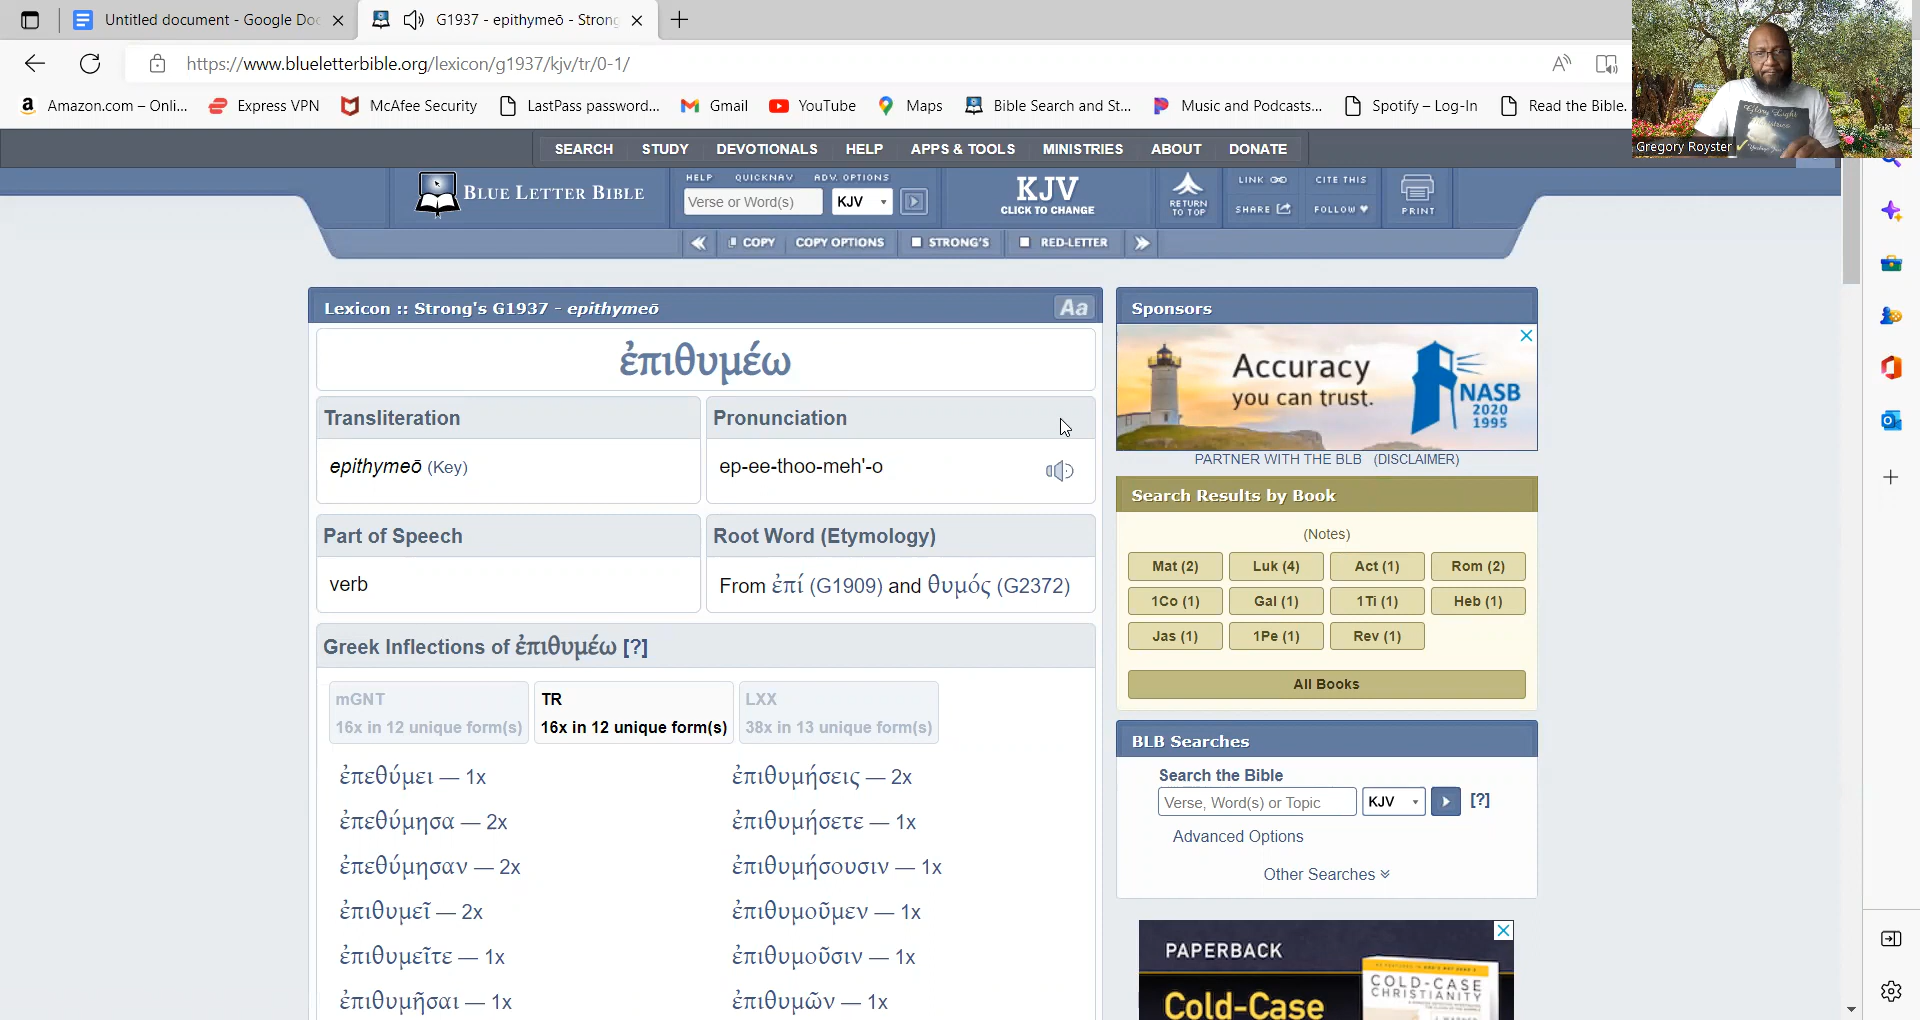 Untitled document - Google Doc
G1937 - epithymeō - Strong
https://www.blueletterbible.org/lexicon/g1937/kjv/tr/0-1/
Amazon.com – Onli...
Express VPN
McAfee Security
LastPass password...
Gmail
YouTube
Maps
Bible Search and St...
Music and Podcasts...
Spotify – Log-In
Read the Bible.
Glory Light
Ministries
Gregory Royster
SEARCH STUDY DEVOTIONALS HELP APPS & TOOLS MINISTRIES ABOUT DONATE
BLUE LETTER BIBLE
HELP QUICKNAV ADV. OPTIONS
Verse or Word(s) KJV
KJV
CLICK TO CHANGE
RETURN
TO TOP
LINK CITE THIS
SHARE FOLLOW
PRINT
COPY COPY OPTIONS STRONG'S RED-LETTER
Lexicon :: Strong's G1937 - epithymeō Aa
ἐπιθυμέω
Transliteration Pronunciation
epithymeō (Key) ep-ee-thoo-meh'-o
Part of Speech Root Word (Etymology)
verb From ἐπί (G1909) and θυμός (G2372)
Greek Inflections of ἐπιθυμέω [?]
mGNT
16x in 12 unique form(s)
TR
16x in 12 unique form(s)
LXX
38x in 13 unique form(s)
ἐπεθύμει — 1x ἐπιθυμήσεις — 2x
ἐπεθύμησα — 2x ἐπιθυμήσετε — 1x
ἐπεθύμησαν — 2x ἐπιθυμήσουσιν — 1x
ἐπιθυμεῖ — 2x ἐπιθυμοῦμεν — 1x
ἐπιθυμεῖτε — 1x ἐπιθυμοῦσιν — 1x
ἐπιθυμῆσαι — 1x ἐπιθυμῶν — 1x
Sponsors
Accuracy
you can trust.
NASB
2020
1995
PARTNER WITH THE BLB (DISCLAIMER)
Search Results by Book
(Notes)
Mat (2) Luk (4) Act (1) Rom (2)
1Co (1) Gal (1) 1Ti (1) Heb (1)
Jas (1) 1Pe (1) Rev (1)
All Books
BLB Searches
Search the Bible
Verse, Word(s) or Topic KJV [?]
Advanced Options
Other Searches
PAPERBACK
Cold-Case
COLD-CASE
CHRISTIANITY